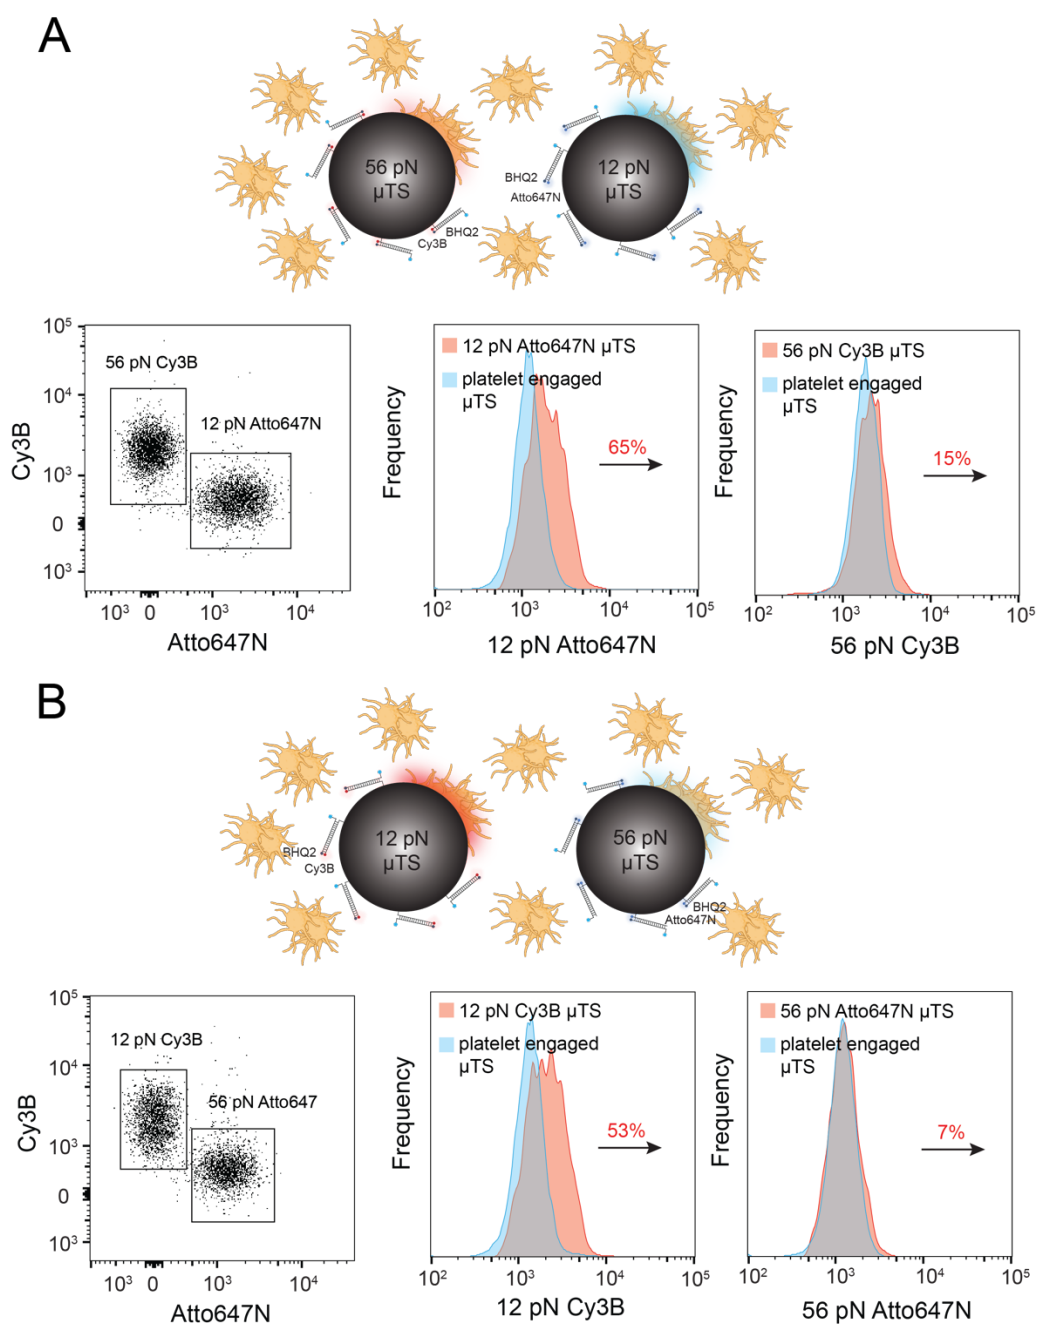 A
56 pN
µTS
Cy3B
BHQ2
12 pN
µTS
BHQ2
Atto647N
10⁵
10⁴
10³
0
10³
Cy3B
56 pN Cy3B
12 pN Atto647N
10³ 0 10³ 10⁴
Atto647N
Frequency
12 pN Atto647N µTS
platelet engaged
µTS
65%
10² 10³ 10⁴ 10⁵
12 pN Atto647N
Frequency
56 pN Cy3B µTS
platelet engaged
µTS
15%
10² 10³ 10⁴ 10⁵
56 pN Cy3B
B
12 pN
µTS
BHQ2
Cy3B
56 pN
µTS
BHQ2
Atto647N
10⁵
10⁴
10³
0
10³
Cy3B
12 pN Cy3B
56 pN Atto647
10³ 0 10³ 10⁴
Atto647N
Frequency
12 pN Cy3B µTS
platelet engaged
µTS
53%
10² 10³ 10⁴ 10⁵
12 pN Cy3B
Frequency
56 pN Atto647N µTS
platelet engaged
µTS
7%
10² 10³ 10⁴ 10⁵
56 pN Atto647N